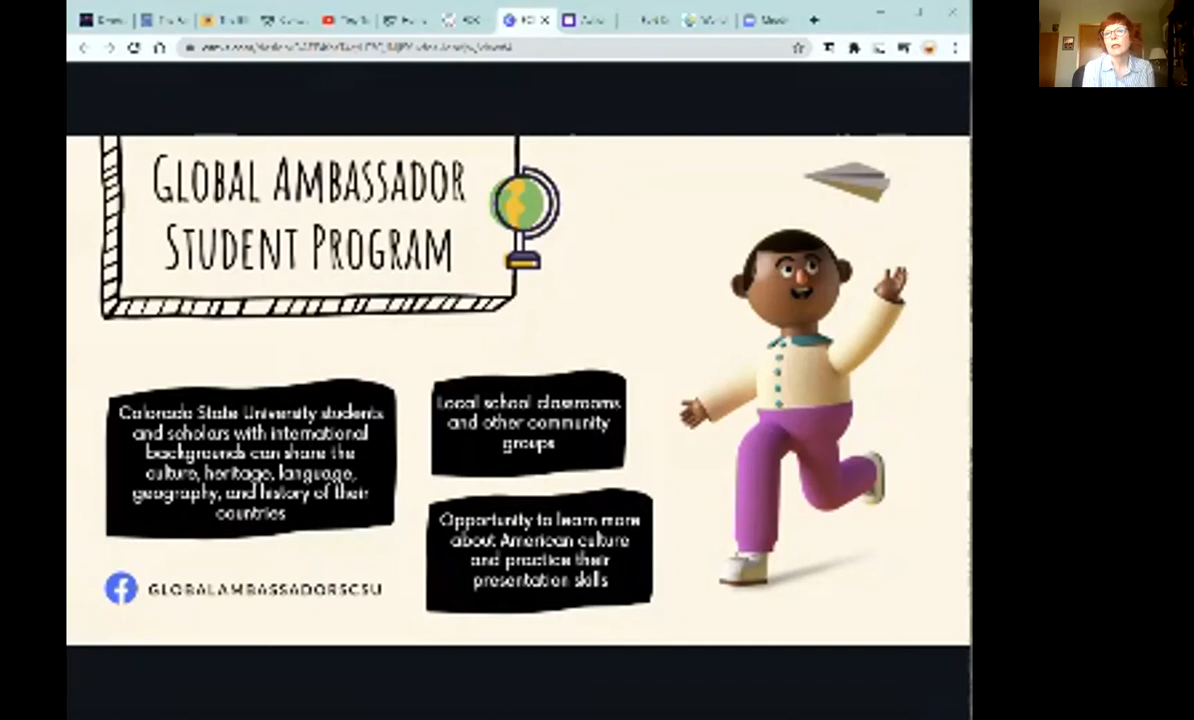 GLOBAL AMBASSADOR
STUDENT PROGRAM
Colorado State University students
and scholars with international
backgrounds can share the
culture, heritage, language,
geography, and history of their
countries
Local school classrooms
and other community
groups
Opportunity to learn more
about American culture
and practice their
presentation skills
GLOBALAMBASSADORSCSU